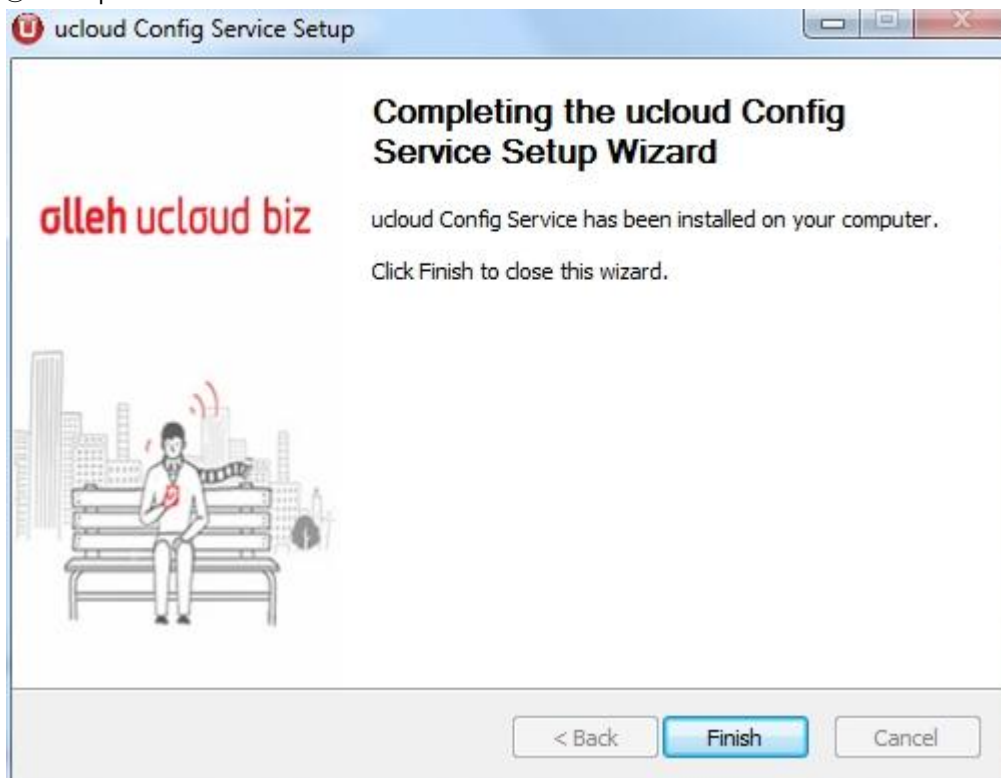 ucloud Config Service Setup
Completing the ucloud Config
Service Setup Wizard
olleh ucloud biz
ucloud Config Service has been installed on your computer.
Click Finish to close this wizard.
< Back
Finish
Cancel